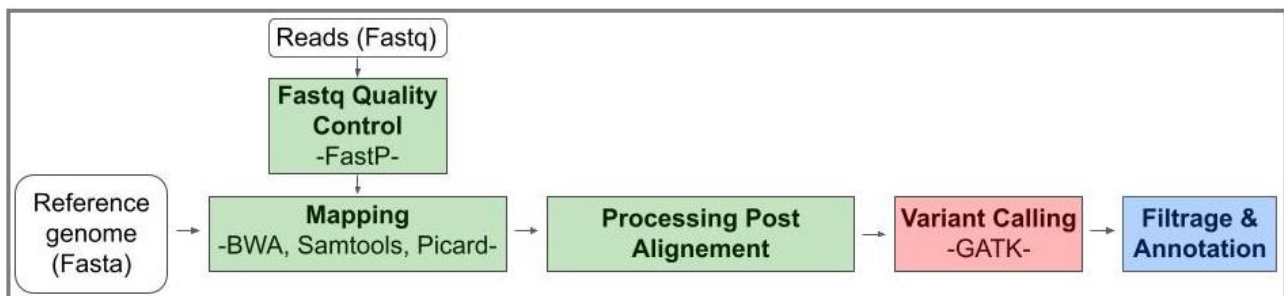 Reads (Fastq)
Fastq Quality
Control
-FastP-
Reference
genome
(Fasta)
Mapping
-BWA, Samtools, Picard-
Processing Post
Alignement
Variant Calling
-GATK-
Filtrage &
Annotation